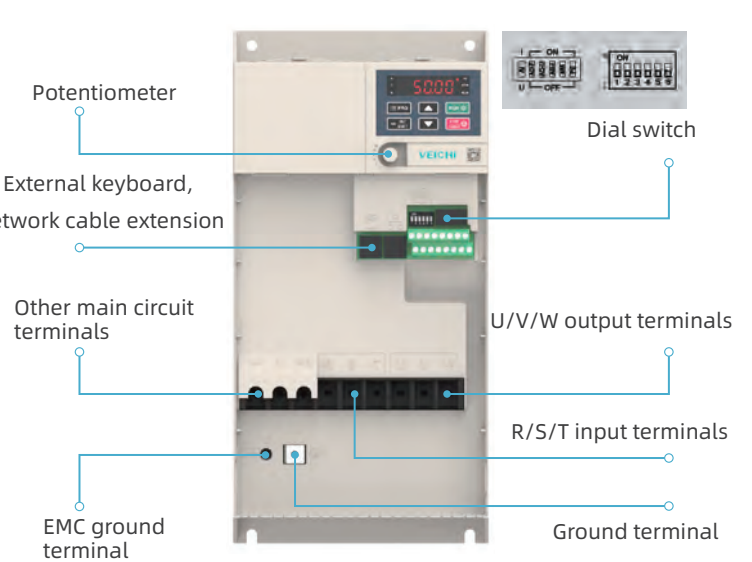 ON
I
U
OFF
ON
1 2 3 4 5 6
Potentiometer
50.00
VEICHI
Dial switch
External keyboard,
etwork cable extension
Other main circuit
terminals
U/V/W output terminals
R/S/T input terminals
EMC ground
terminal
Ground terminal